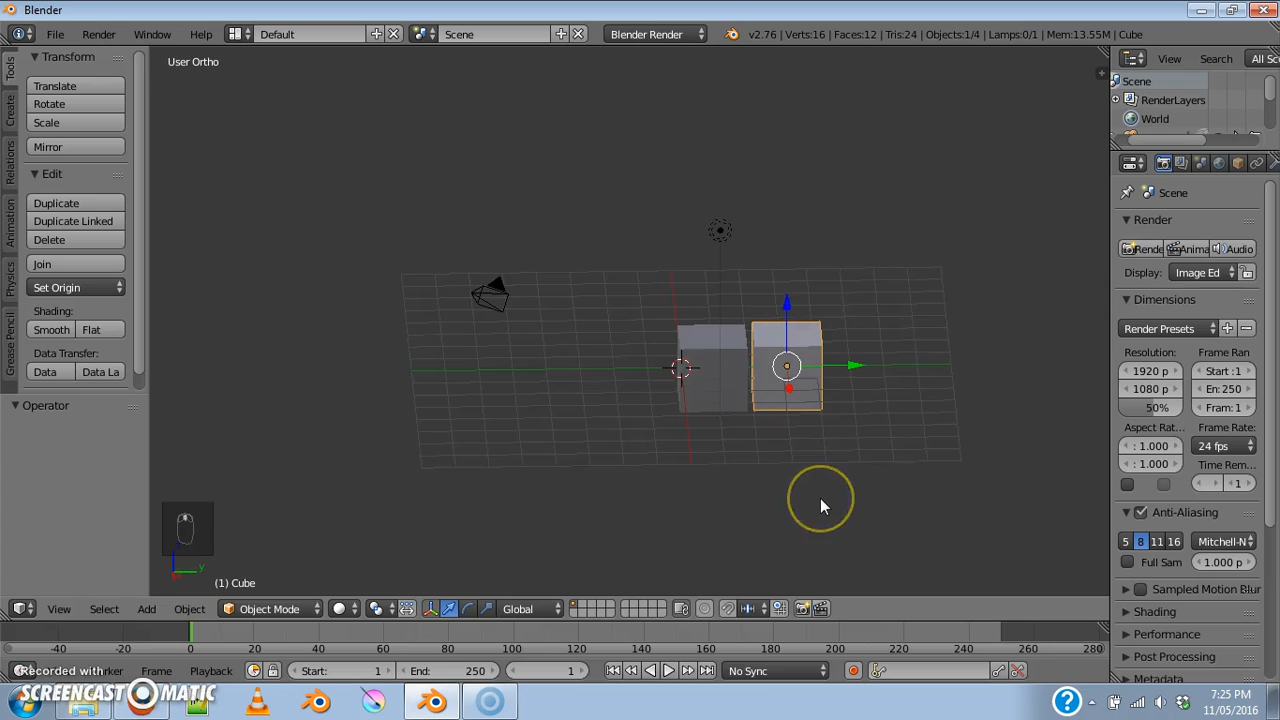 Blender
File Render Window Help Default Scene Blender Render v2.76 | Verts:16 | Faces:12 | Tris:24 | Objects:1/4 | Lamps:0/1 | Mem:13.55M | Cube
Tools
Create
Relations
Animation
Physics
Grease Pencil
Transform
Translate
Rotate
Scale
Mirror
Edit
Duplicate
Duplicate Linked
Delete
Join
Set Origin
Shading:
Smooth Flat
Data Transfer:
Data Data La
Operator
User Ortho
z
y
(1) Cube
View Search All Sc
Scene
RenderLayers
World
Scene
Render
Rende Anima Audio
Display: Image Ed
Dimensions
Render Presets
Resolution: Frame Ran
1920 p Start :1
1080 p En: 250
50% Fram: 1
Aspect Rat... Frame Rate:
: 1.000 24 fps
: 1.000 Time Rem...
1
Anti-Aliasing
5 8 11 16 Mitchell-N
Full Sam 1.000 p
Sampled Motion Blur
Shading
Performance
Post Processing
Metadata
View Select Add Object Object Mode Global
-40 -20 0 20 40 60 80 100 120 140 160 180 200 220 240 260 280
Marker Frame Playback Start: 1 End: 250 1 No Sync
Recorded with
SCREENCAST MATIC
7:25 PM
11/05/2016